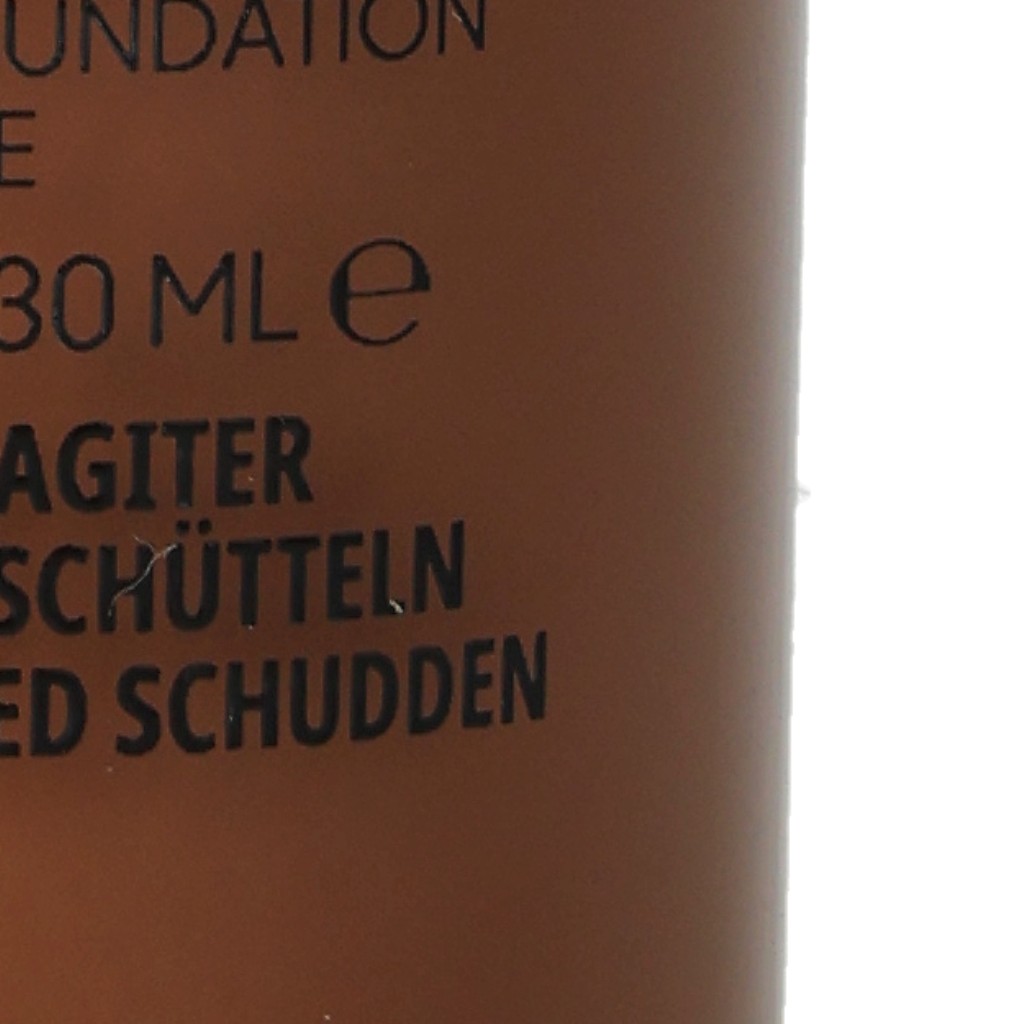 UNDATION
E
30 ML e
AGITER
SCHÜTTELN
ED SCHUDDEN